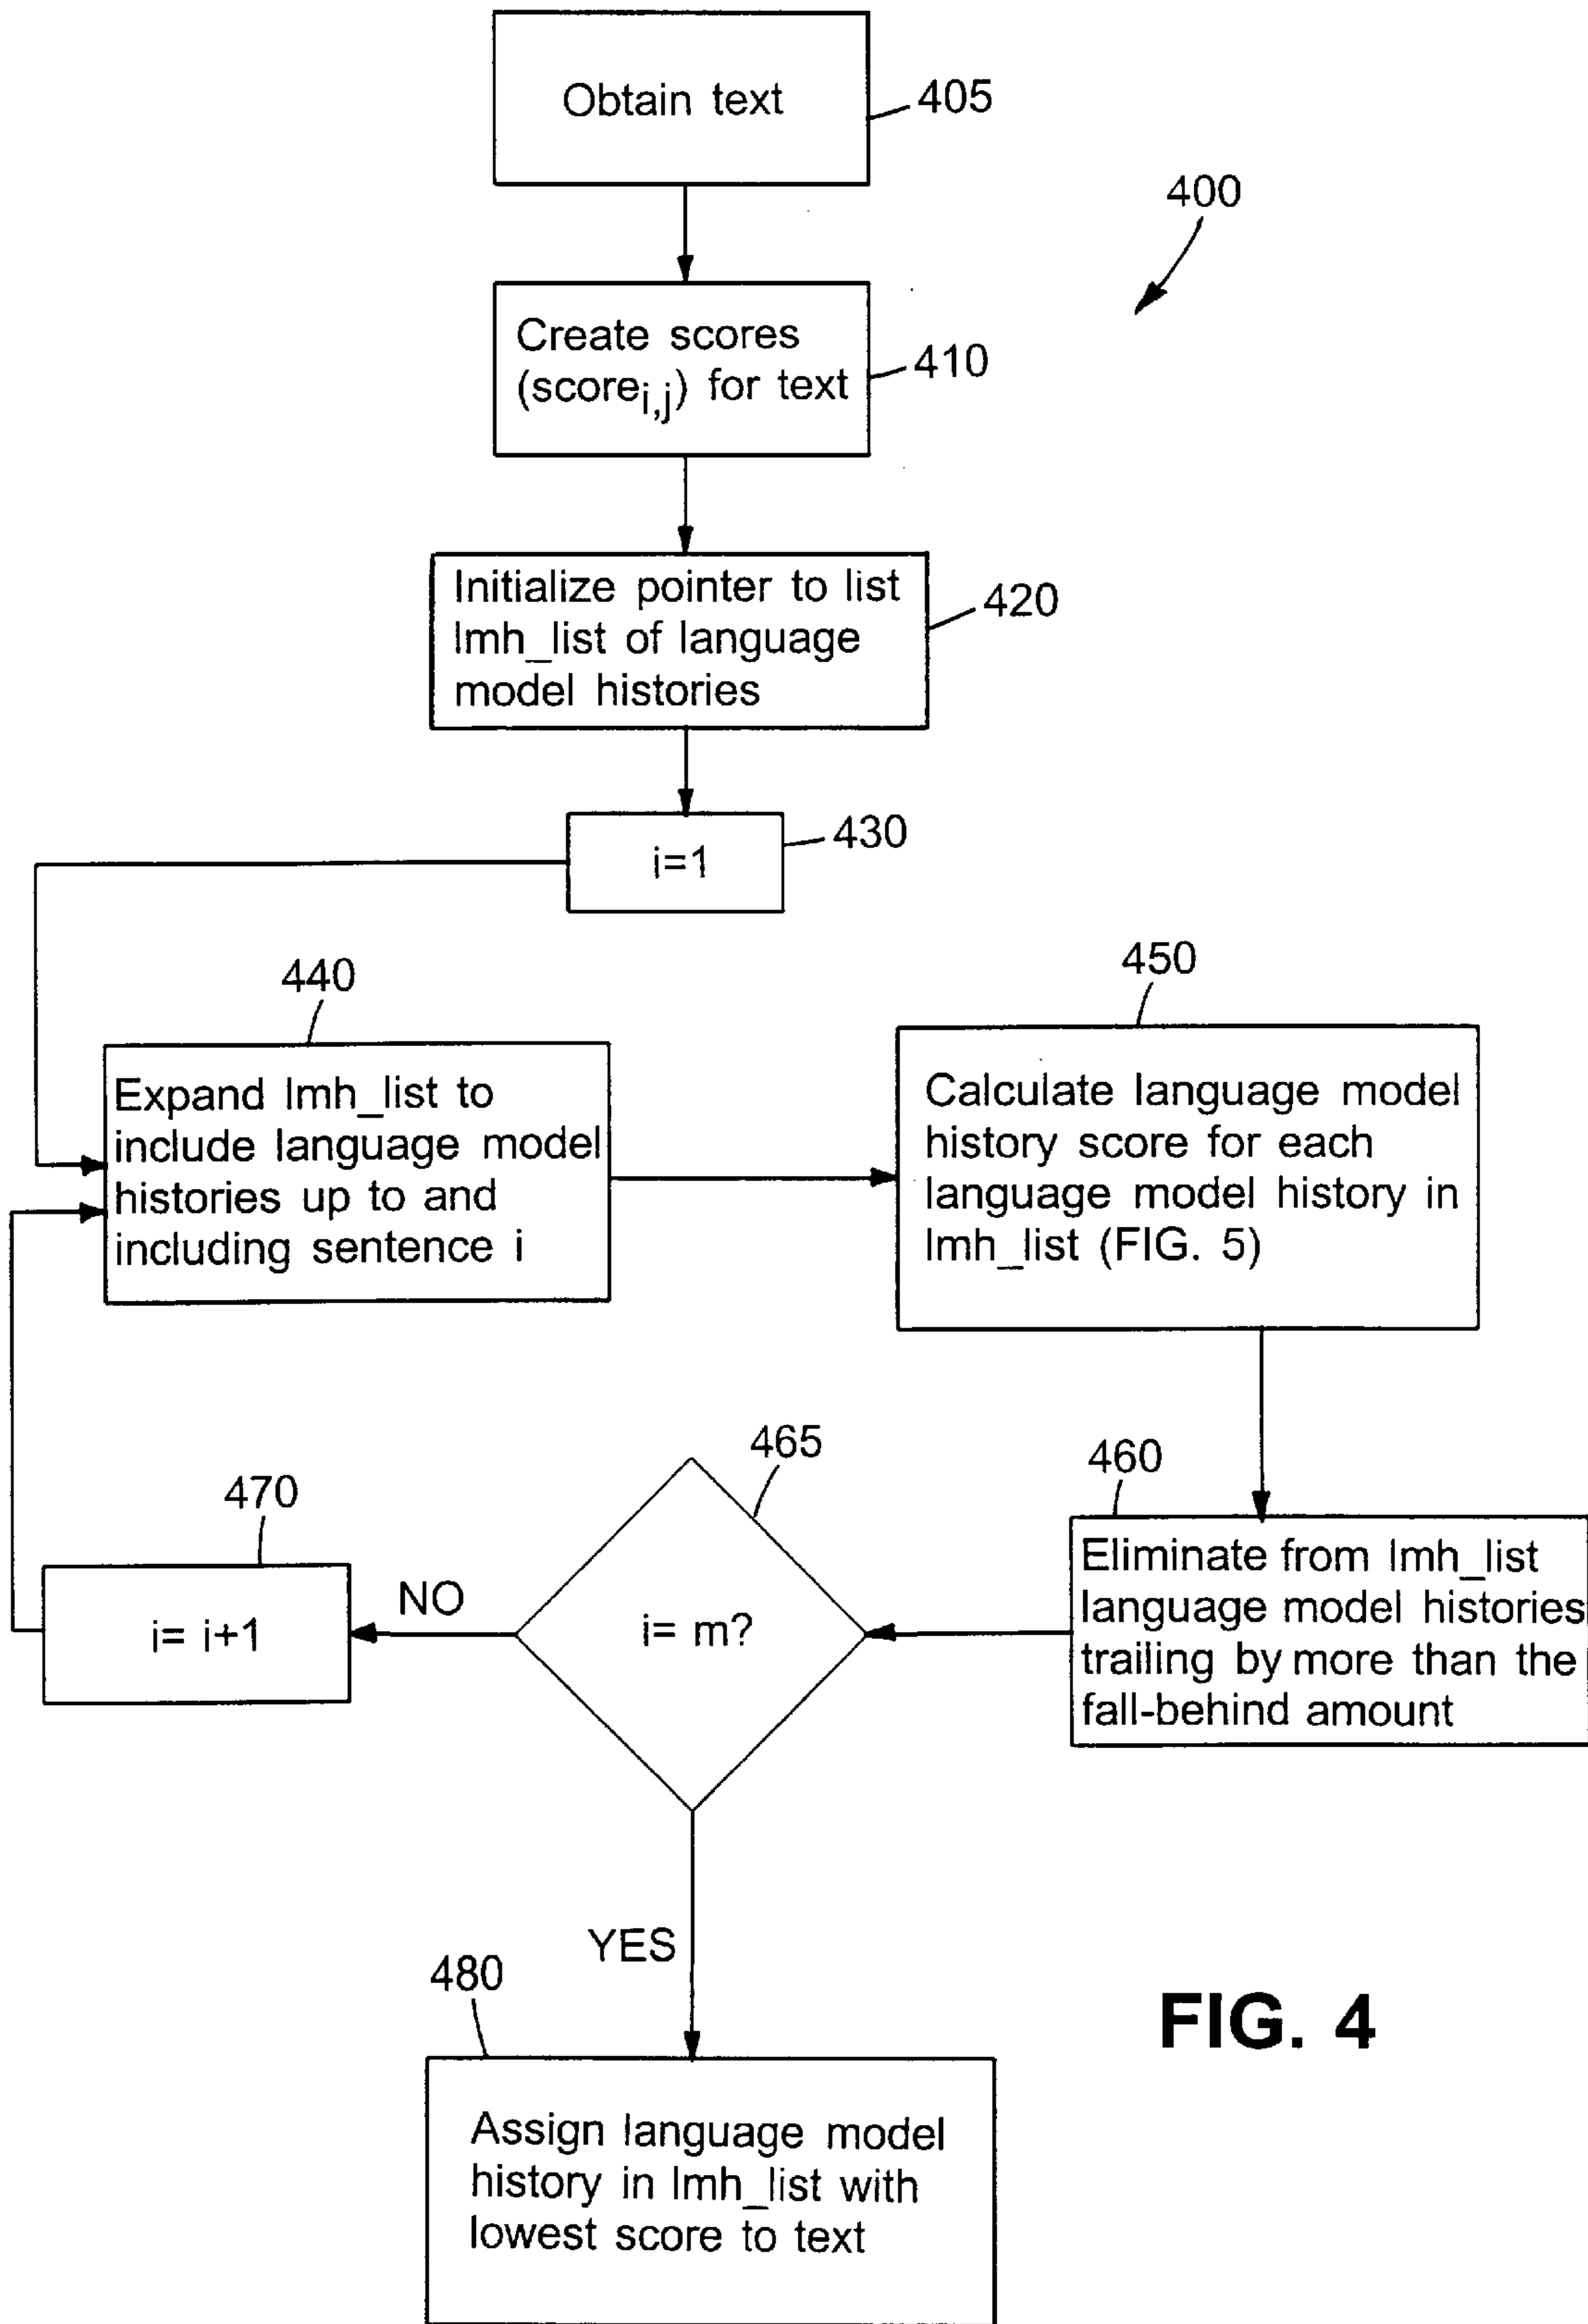 Obtain text
405
400
Create scores
(score i,j) for text
410
Initialize pointer to list
lmh_list of language
model histories
420
i=1
430
440
Expand lmh_list to
include language model
histories up to and
including sentence i
450
Calculate language model
history score for each
language model history in
lmh_list (FIG. 5)
460
Eliminate from lmh_list
language model histories
trailing by more than the
fall-behind amount
465
i= m?
NO
470
i= i+1
YES
480
Assign language model
history in lmh_list with
lowest score to text
FIG. 4